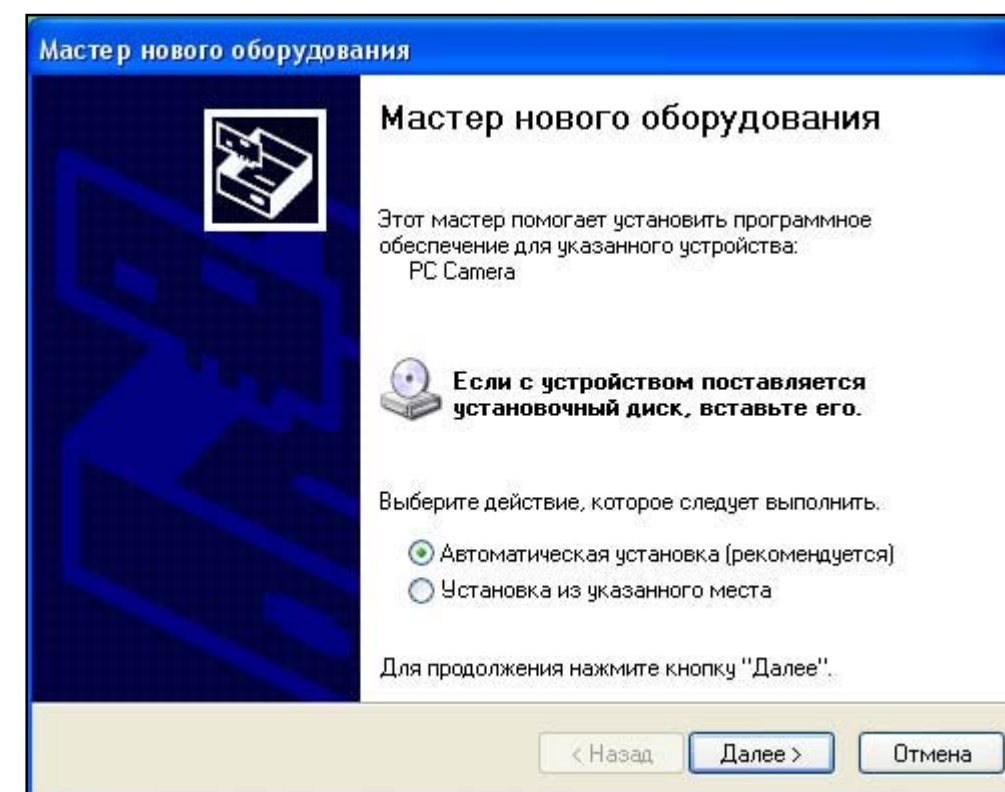 Мастер нового оборудования
Мастер нового оборудования
Этот мастер помогает установить программное
обеспечение для указанного устройства:
PC Camera
Если с устройством поставляется
установочный диск, вставьте его.
Выберите действие, которое следует выполнить.
Автоматическая установка (рекомендуется)
Установка из указанного места
Для продолжения нажмите кнопку "Далее".
< Назад Далее > Отмена